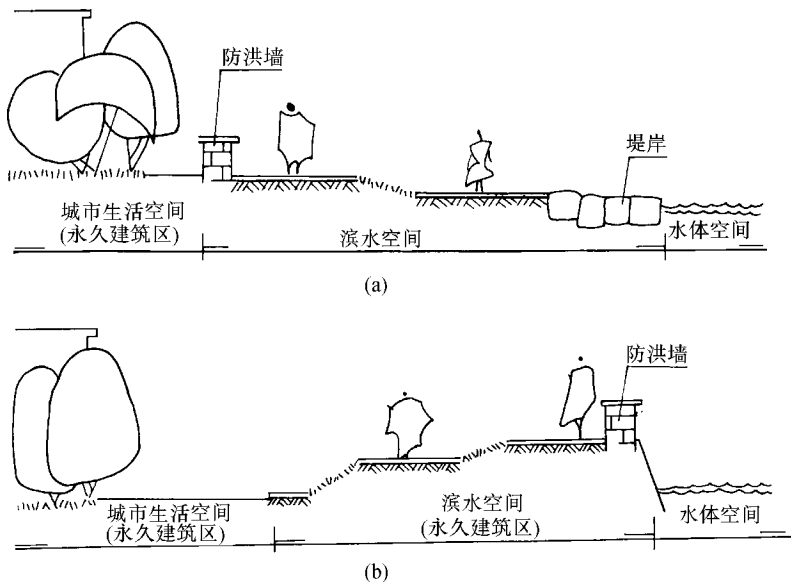 防洪墙
堤岸
城市生活空间
(永久建筑区)
滨水空间
水体空间
(a)
防洪墙
城市生活空间
(永久建筑区)
滨水空间
(永久建筑区)
水体空间
(b)